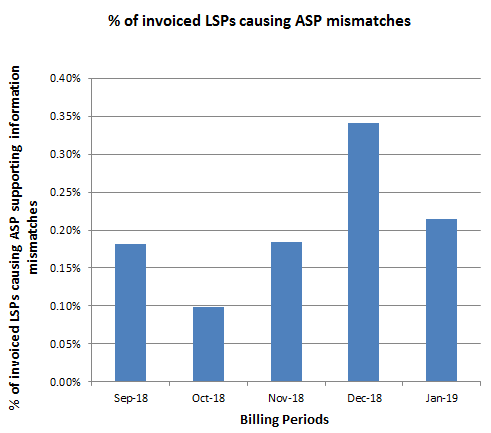 % of invoiced LSPs causing ASP mismatches
% of invoiced LSPs causing ASP supporting information
mismatches
0.40%
0.35%
0.30%
0.25%
0.20%
0.15%
0.10%
0.05%
0.00%
Sep-18 Oct-18 Nov-18 Dec-18 Jan-19
Billing Periods